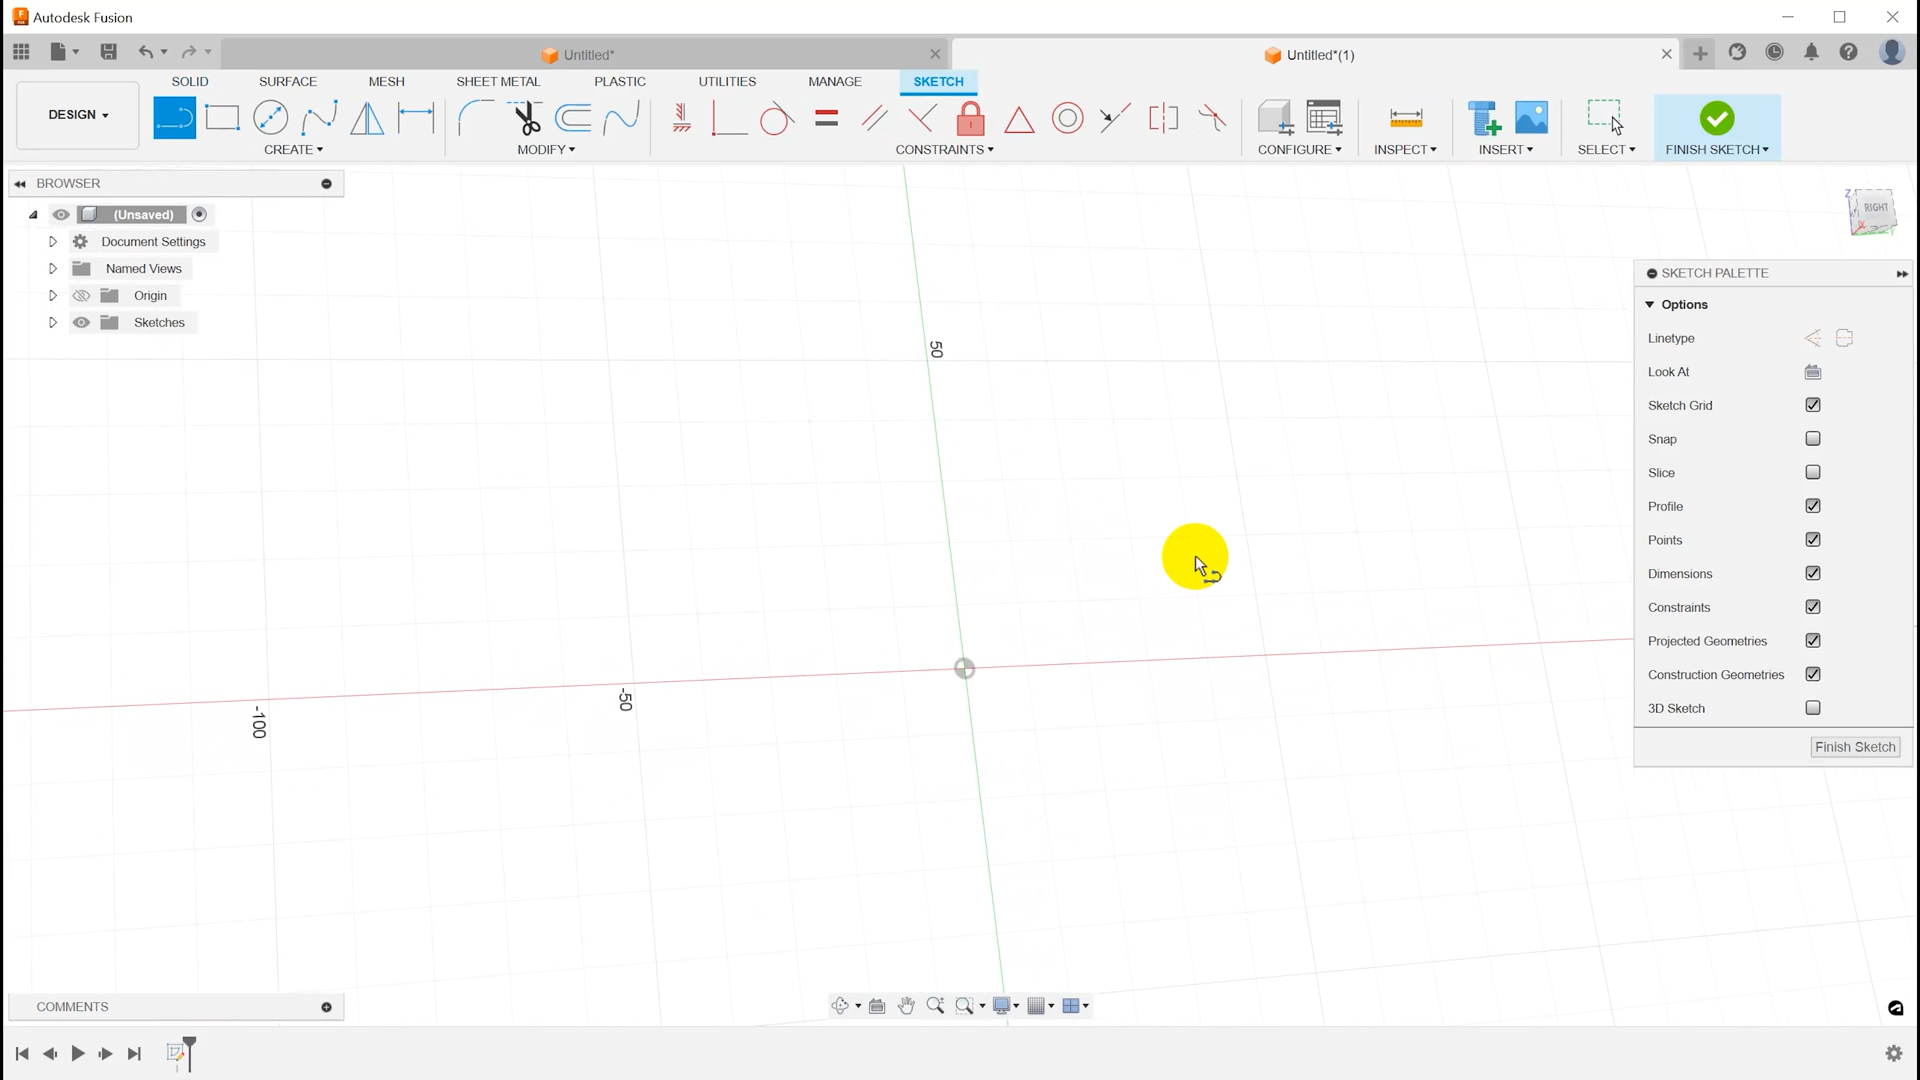 Autodesk Fusion
Untitled*
Untitled*(1)
SOLID SURFACE MESH SHEET METAL PLASTIC UTILITIES MANAGE SKETCH
DESIGN
CREATE MODIFY CONSTRAINTS CONFIGURE INSPECT INSERT SELECT FINISH SKETCH
BROWSER
(Unsaved)
Document Settings
Named Views
Origin
Sketches
RIGHT
Z
SKETCH PALETTE
Options
Linetype
Look At
Sketch Grid
Snap
Slice
Profile
Points
Dimensions
Constraints
Projected Geometries
Construction Geometries
3D Sketch
Finish Sketch
50
-50
-100
COMMENTS